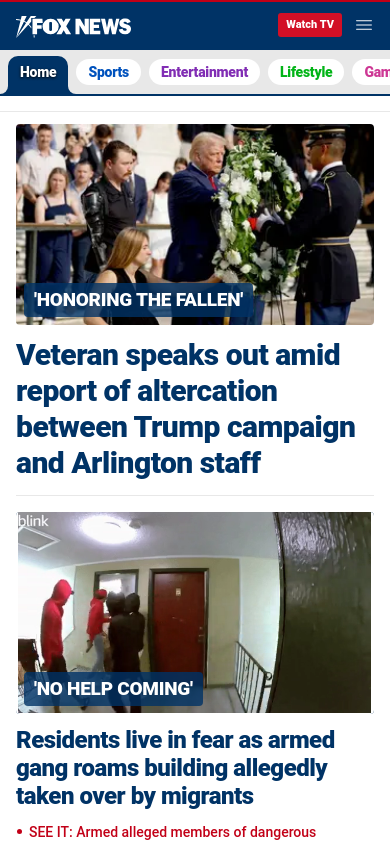 FOX NEWS
Watch TV
Home
Sports
Entertainment
Lifestyle
Gam
'HONORING THE FALLEN'
Veteran speaks out amid
report of altercation
between Trump campaign
and Arlington staff
blink
'NO HELP COMING'
Residents live in fear as armed
gang roams building allegedly
taken over by migrants
• SEE IT: Armed alleged members of dangerous